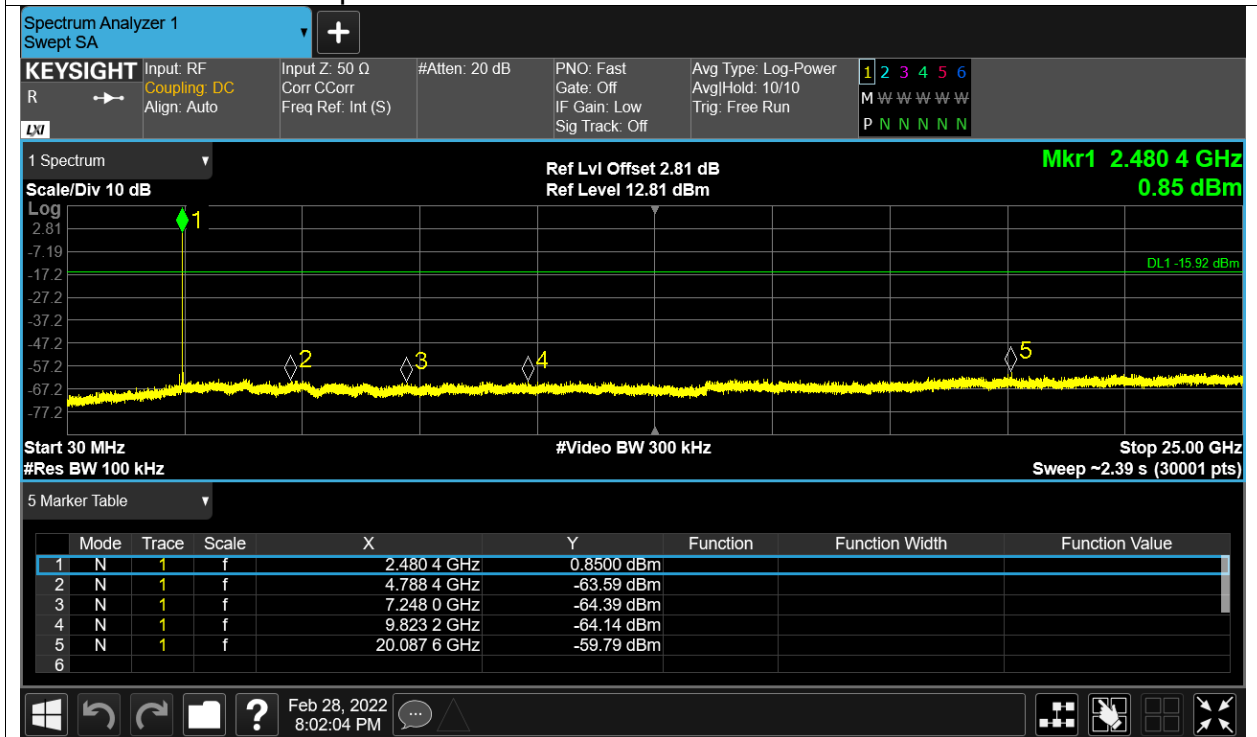 Spectrum Analyzer 1
Swept SA
+
KEYSIGHT Input: RF Input Z: 50 Ω #Atten: 20 dB PNO: Fast Avg Type: Log-Power 1 2 3 4 5 6
R Coupling: DC Corr CCorr Gate: Off Avg|Hold: 10/10 M W W W W W
Align: Auto Freq Ref: Int (S) IF Gain: Low Trig: Free Run P N N N N N
LXI Sig Track: Off
1 Spectrum
Ref Lvl Offset 2.81 dB Mkr1 2.480 4 GHz
Scale/Div 10 dB Ref Level 12.81 dBm 0.85 dBm
Log
1
2.81
-7.19
DL1 -15.92 dBm
-17.2
-27.2
-37.2
-47.2
2 3 4 5
-57.2
-67.2
-77.2
Start 30 MHz #Video BW 300 kHz Stop 25.00 GHz
#Res BW 100 kHz Sweep ~2.39 s (30001 pts)
5 Marker Table
Mode Trace Scale X Y Function Function Width Function Value
1 N 1 f 2.480 4 GHz 0.8500 dBm
2 N 1 f 4.788 4 GHz -63.59 dBm
3 N 1 f 7.248 0 GHz -64.39 dBm
4 N 1 f 9.823 2 GHz -64.14 dBm
5 N 1 f 20.087 6 GHz -59.79 dBm
6
? Feb 28, 2022
8:02:04 PM